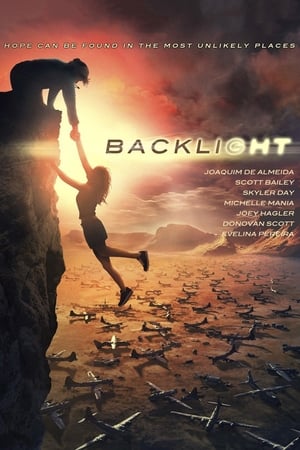 HOPE CAN BE FOUND IN THE MOST UNLIKELY PLACES
BACKLIGHT
JOAQUIM DE ALMEIDA
SCOTT BAILEY
SKYLER DAY
MICHELLE MANIA
JOEY HAGLER
DONOVAN SCOTT
EVELINA PEREIRA